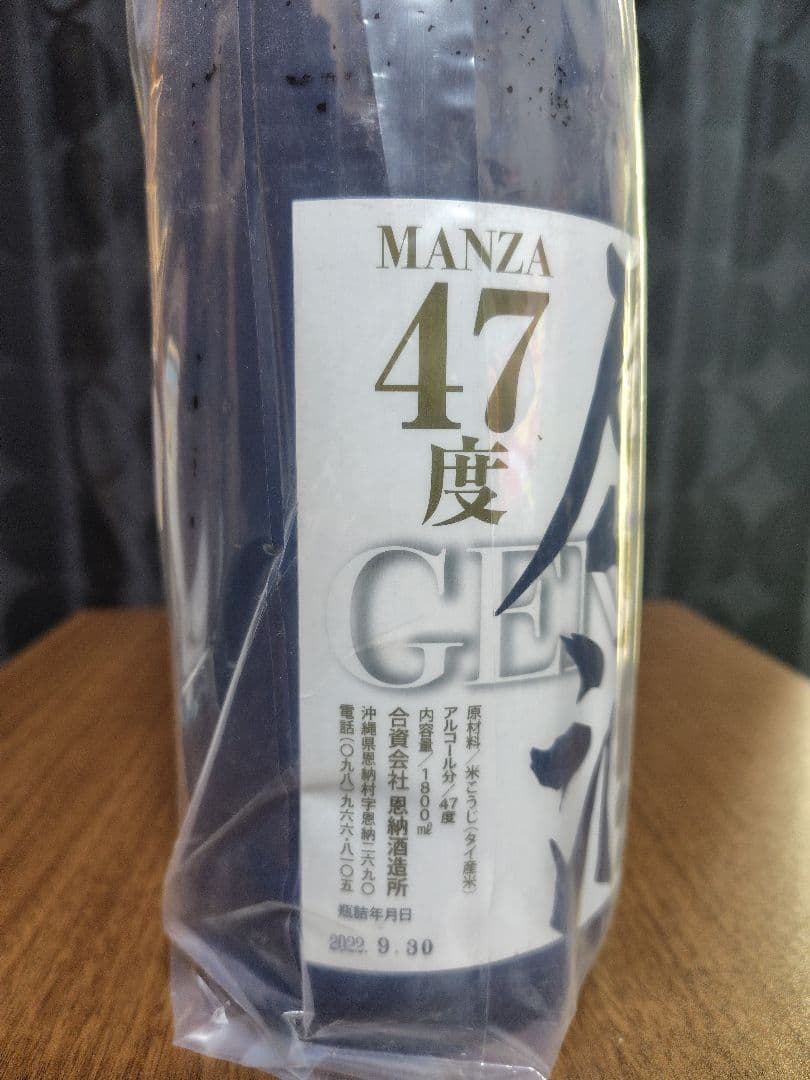 MANZA
47
度
GEN
原材料／米こうじ(タイ産米)
アルコール分／47度
内容量／1800㎖
合資会社 恩納酒造所
沖縄県恩納村字恩納二六九〇
電話(〇九八)九六六・八一〇五
瓶詰年月日
2022. 9. 30